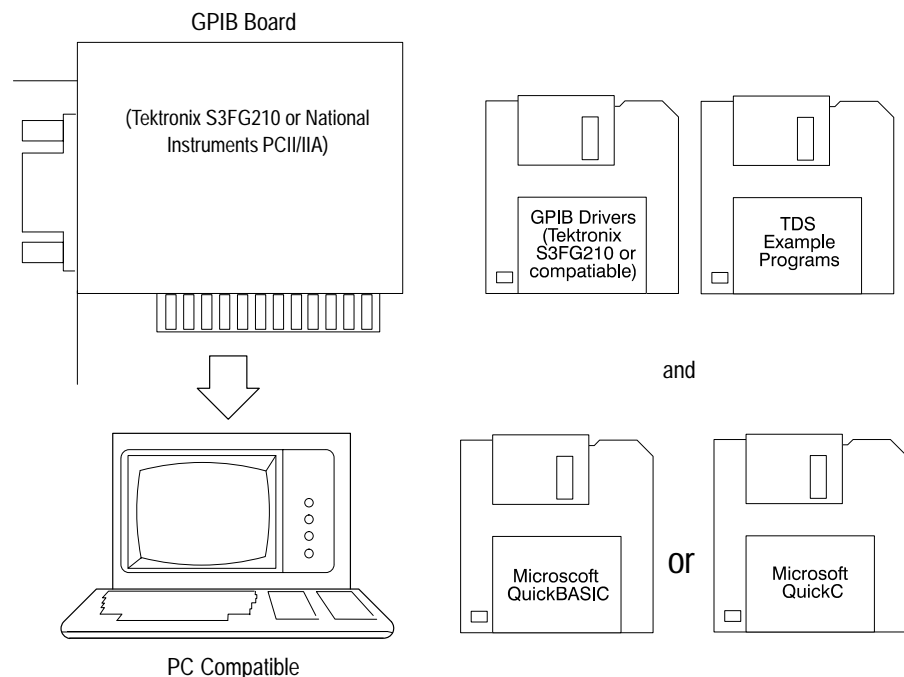 GPIB Board
(Tektronix S3FG210 or National
Instruments PCII/IIA)
GPIB Drivers
(Tektronix
S3FG210 or
compatiable)
TDS
Example
Programs
and
Microscoft
QuickBASIC
or
Microsoft
QuickC
PC Compatible